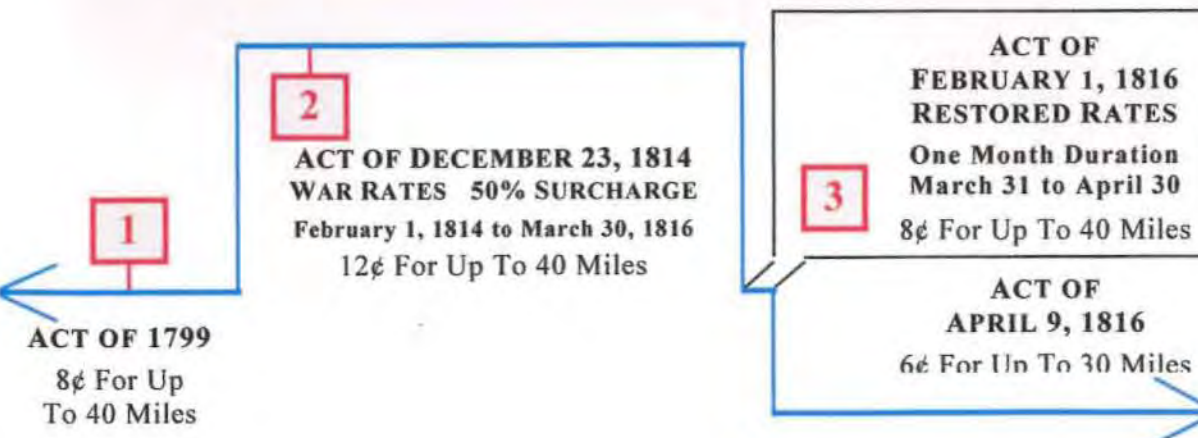 1
ACT OF 1799
8¢ For Up
To 40 Miles
2
ACT OF DECEMBER 23, 1814
WAR RATES 50% SURCHARGE
February 1, 1814 to March 30, 1816
12¢ For Up To 40 Miles
3
ACT OF
FEBRUARY 1, 1816
RESTORED RATES
One Month Duration
March 31 to April 30
8¢ For Up To 40 Miles
ACT OF
APRIL 9, 1816
6¢ For Up To 30 Miles